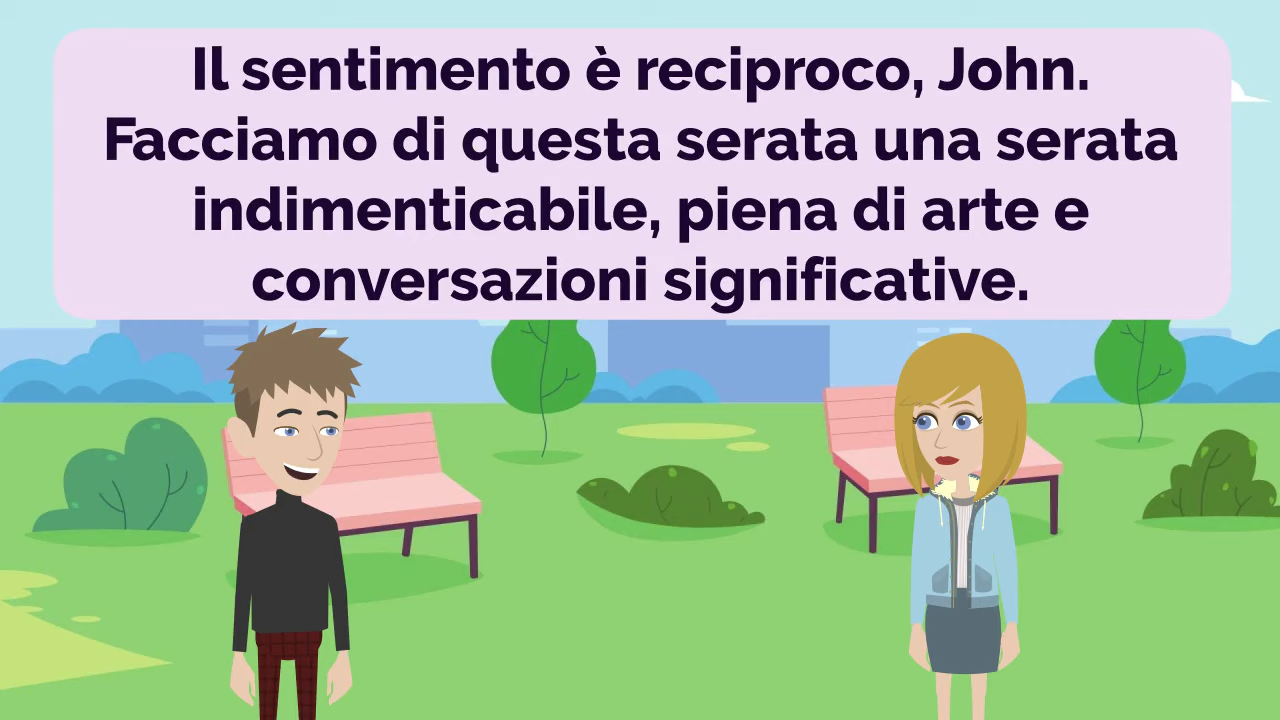 Il sentimento è reciproco, John.
Facciamo di questa serata una serata
indimenticabile, piena di arte e
conversazioni significative.